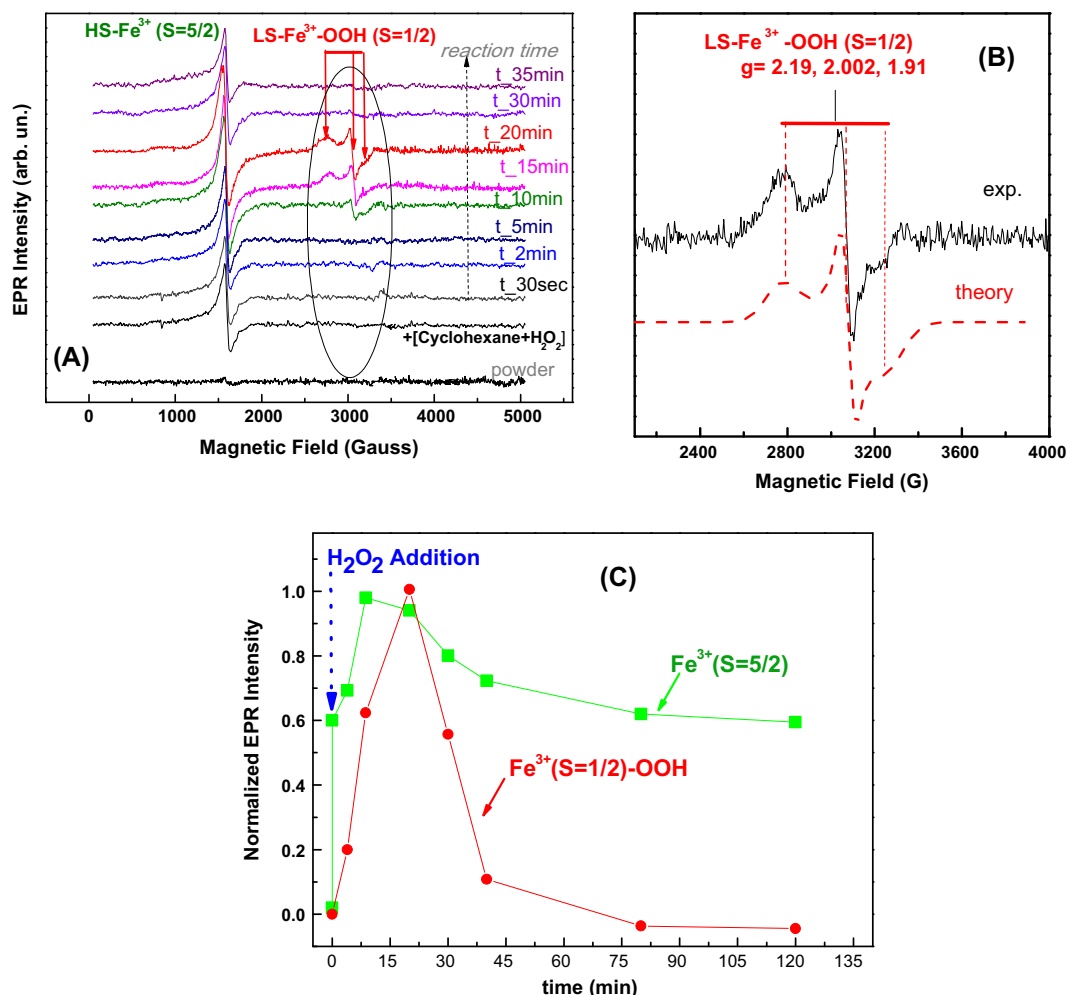 HS-Fe³⁺ (S=5/2)
LS-Fe³⁺-OOH (S=1/2)
reaction time
t_35min
t_30min
t_20min
t_15min
t_10min
t_5min
t_2min
t_30sec
+[Cyclohexane+H₂O₂]
powder
(A)
EPR Intensity (arb. un.)
0 1000 2000 3000 4000 5000
Magnetic Field (Gauss)
LS-Fe³⁺-OOH (S=1/2)
g= 2.19, 2.002, 1.91
(B)
exp.
theory
2400 2800 3200 3600 4000
Magnetic Field (G)
H₂O₂ Addition
(C)
Fe³⁺(S=5/2)
Fe³⁺(S=1/2)-OOH
Normalized EPR Intensity
1.0
0.8
0.6
0.4
0.2
0.0
0 15 30 45 60 75 90 105 120 135
time (min)